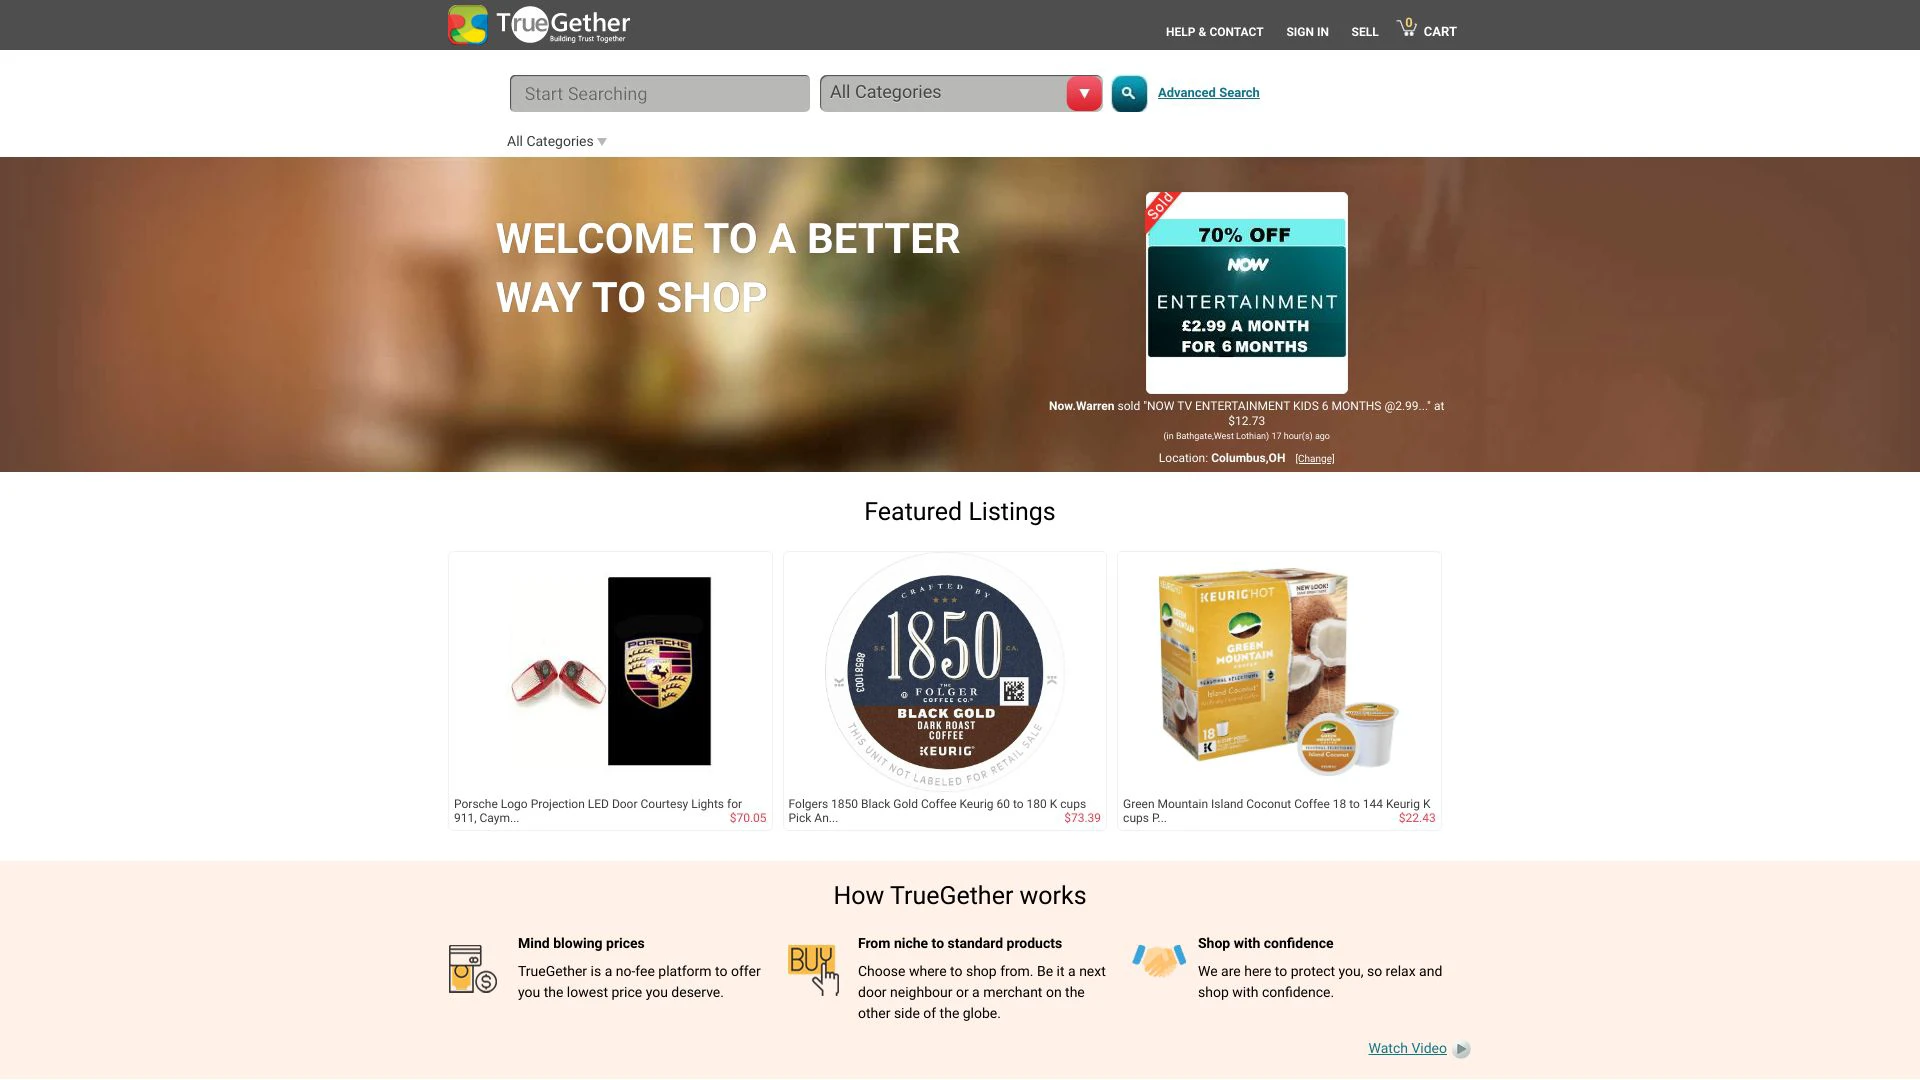 TrueGether
Building Trust Together
HELP & CONTACT
SIGN IN
SELL
0
CART
Start Searching
All Categories
Advanced Search
All Categories
WELCOME TO A BETTER
WAY TO SHOP
Sold
70% OFF
NOW
ENTERTAINMENT
£2.99 A MONTH
FOR 6 MONTHS
Now.Warren sold "NOW TV ENTERTAINMENT KIDS 6 MONTHS @2.99..." at
$12.73
(in Bathgate,West Lothian) 17 hour(s) ago
Location: Columbus,OH [Change]
Featured Listings
PORSCHE
CRAFTED BY
1850
S.F.
CA.
88581003
THE
FOLGER
COFFEE CO.
BLACK GOLD
DARK ROAST
COFFEE
KEURIG
THIS UNIT NOT LABELED FOR RETAIL SALE
KEURIG HOT
NEW LOOK!
GREEN
MOUNTAIN
COFFEE
SEASONAL SELECTIONS
Island Coconut
18
K
Island Coconut
Porsche Logo Projection LED Door Courtesy Lights for
911, Caym...
$70.05
Folgers 1850 Black Gold Coffee Keurig 60 to 180 K cups
Pick An...
$73.39
Green Mountain Island Coconut Coffee 18 to 144 Keurig K
cups P...
$22.43
How TrueGether works
Mind blowing prices
TrueGether is a no-fee platform to offer
you the lowest price you deserve.
BUY
From niche to standard products
Choose where to shop from. Be it a next
door neighbour or a merchant on the
other side of the globe.
Shop with confidence
We are here to protect you, so relax and
shop with confidence.
Watch Video